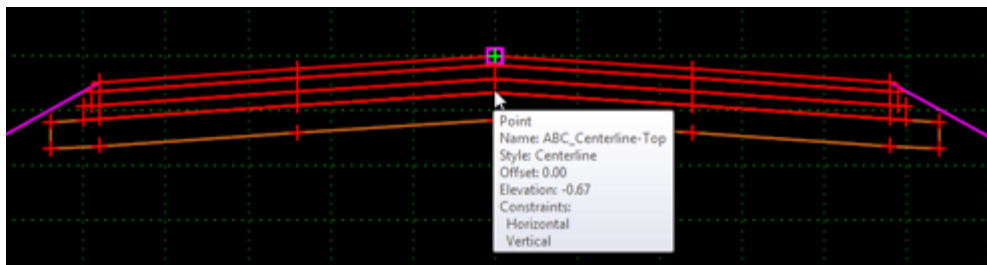 Point
Name: ABC_Centerline-Top
Style: Centerline
Offset: 0.00
Elevation: -0.67
Constraints:
Horizontal
Vertical